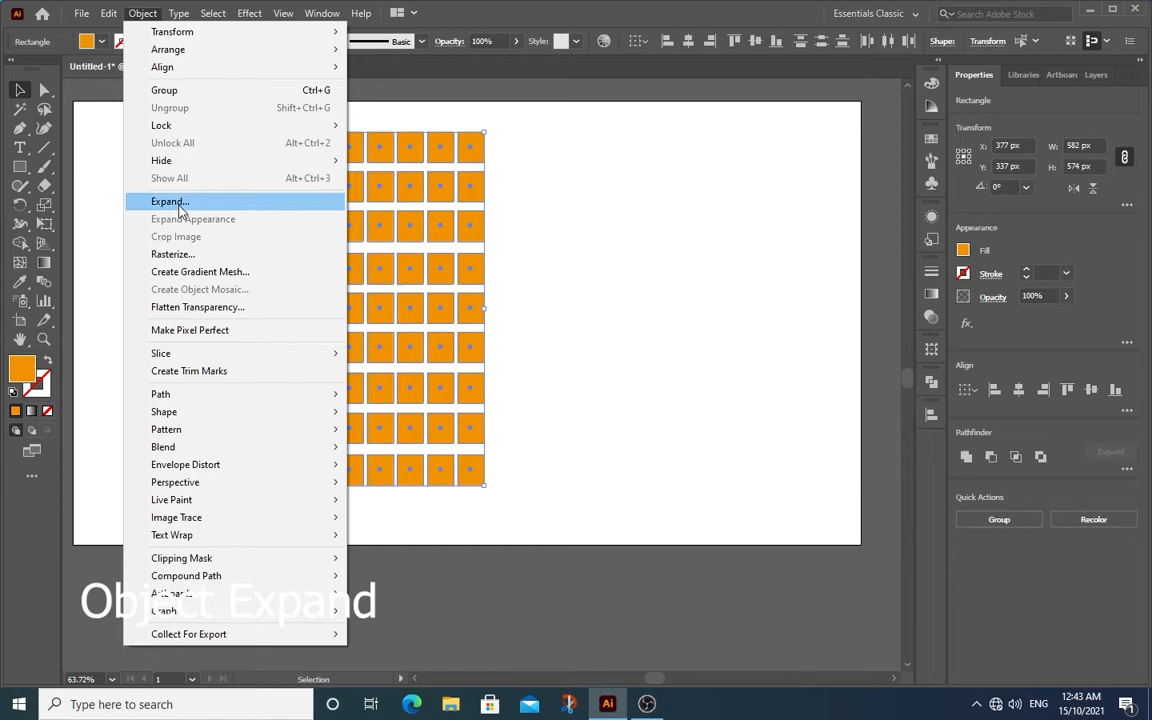 Ai File Edit Object Type Select Effect View Window Help Essentials Classic Search Adobe Stock
Rectangle Basic Opacity: 100% Style: Shape: Transform
Untitled-1* @
Transform
Arrange
Align
Group Ctrl+G
Ungroup Shift+Ctrl+G
Lock
Unlock All Alt+Ctrl+2
Hide
Show All Alt+Ctrl+3
Expand...
Expand Appearance
Crop Image
Rasterize...
Create Gradient Mesh...
Create Object Mosaic...
Flatten Transparency...
Make Pixel Perfect
Slice
Create Trim Marks
Path
Shape
Pattern
Blend
Envelope Distort
Perspective
Live Paint
Image Trace
Text Wrap
Clipping Mask
Compound Path
Artboards
Graph
Collect For Export
Object Expand
Properties Libraries Artboar Layers
Rectangle
Transform
X: 377 px W: 582 px
Y: 337 px H: 574 px
0°
Appearance
Fill
Stroke
Opacity 100%
fx.
Align
Pathfinder
Expand
Quick Actions
Group Recolor
63.72% 1 Selection
Type here to search Ai ENG 12:43 AM
15/10/2021 1